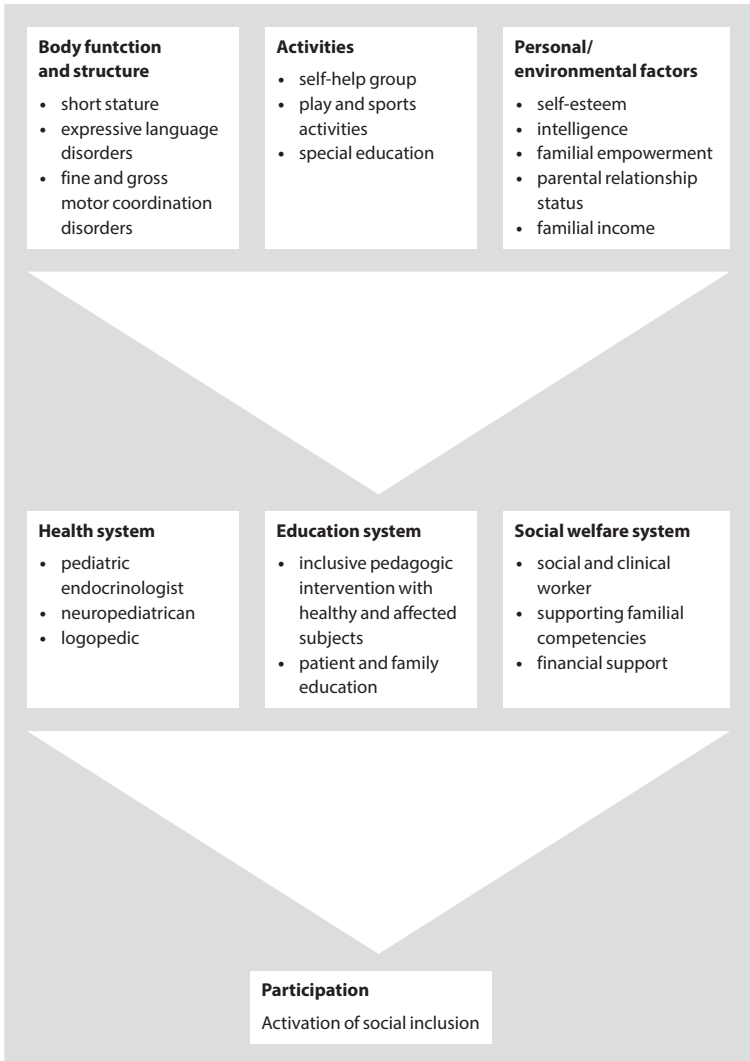 Body funtction
and structure
• short stature
• expressive language
disorders
• fine and gross
motor coordination
disorders
Activities
• self-help group
• play and sports
activities
• special education
Personal/
environmental factors
• self-esteem
• intelligence
• familial empowerment
• parental relationship
status
• familial income
Health system
• pediatric
endocrinologist
• neuropediatrican
• logopedic
Education system
• inclusive pedagogic
intervention with
healthy and affected
subjects
• patient and family
education
Social welfare system
• social and clinical
worker
• supporting familial
competencies
• financial support
Participation
Activation of social inclusion